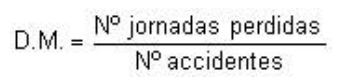 D.M. = Nº jornadas perdidas
Nº accidentes